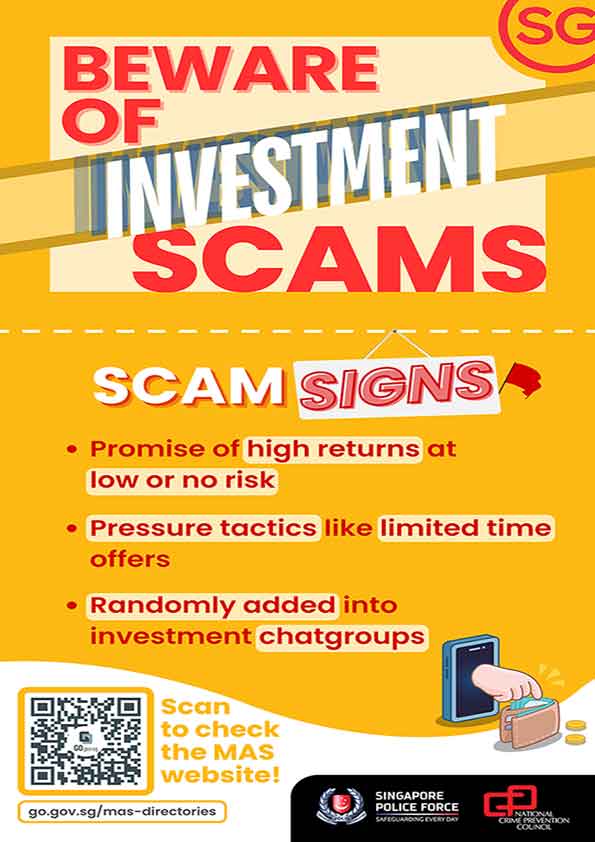 SG
BEWARE
OF
INVESTMENT
SCAMS
SCAM SIGNS
• Promise of high returns at
low or no risk
• Pressure tactics like limited time
offers
• Randomly added into
investment chatgroups
Scan
to check
the MAS
website!
go.gov.sg/mas-directories
SINGAPORE
POLICE FORCE
SAFEGUARDING EVERY DAY
NATIONAL
CRIME PREVENTION
COUNCIL